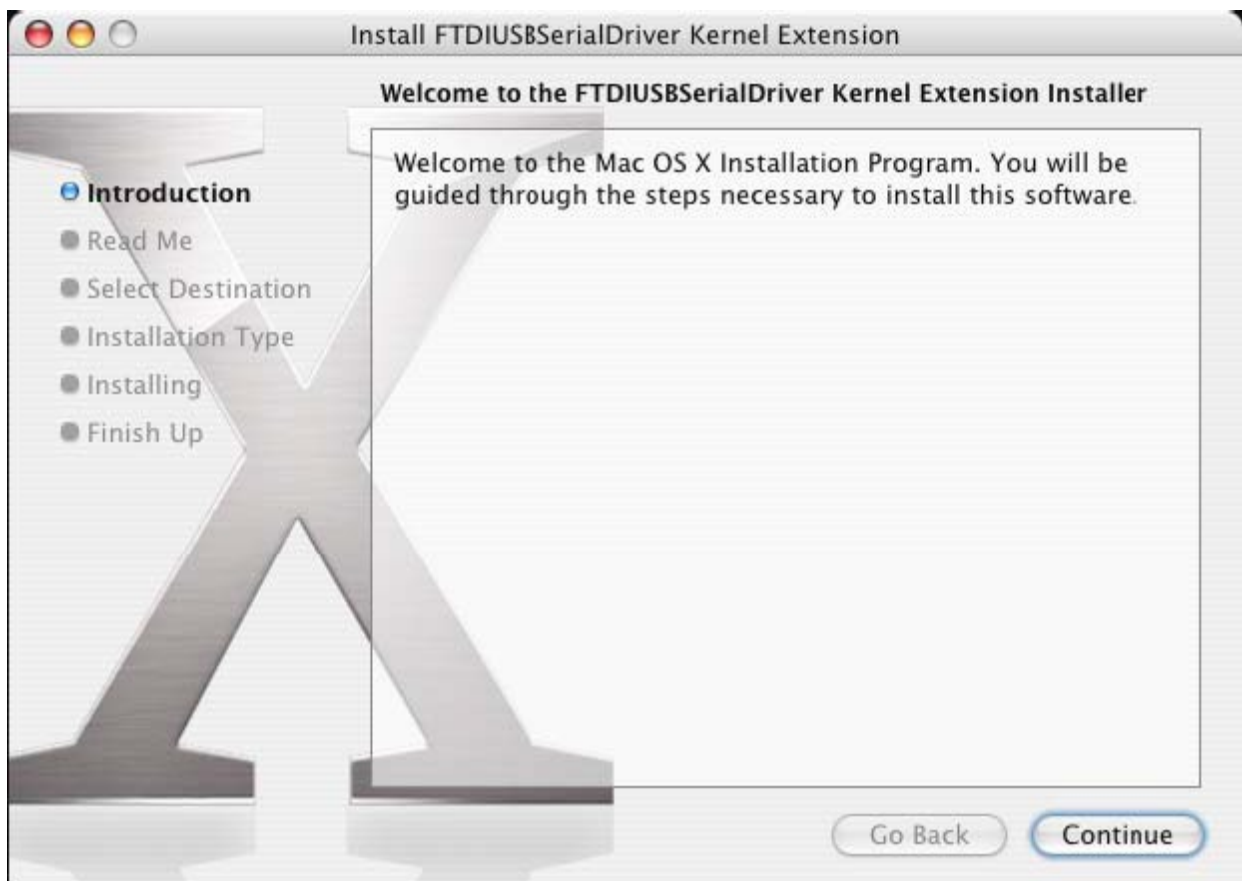 Install FTDIUSBSerialDriver Kernel Extension
Welcome to the FTDIUSBSerialDriver Kernel Extension Installer
Introduction
Read Me
Select Destination
Installation Type
Installing
Finish Up
Welcome to the Mac OS X Installation Program. You will be
guided through the steps necessary to install this software.
Go Back
Continue